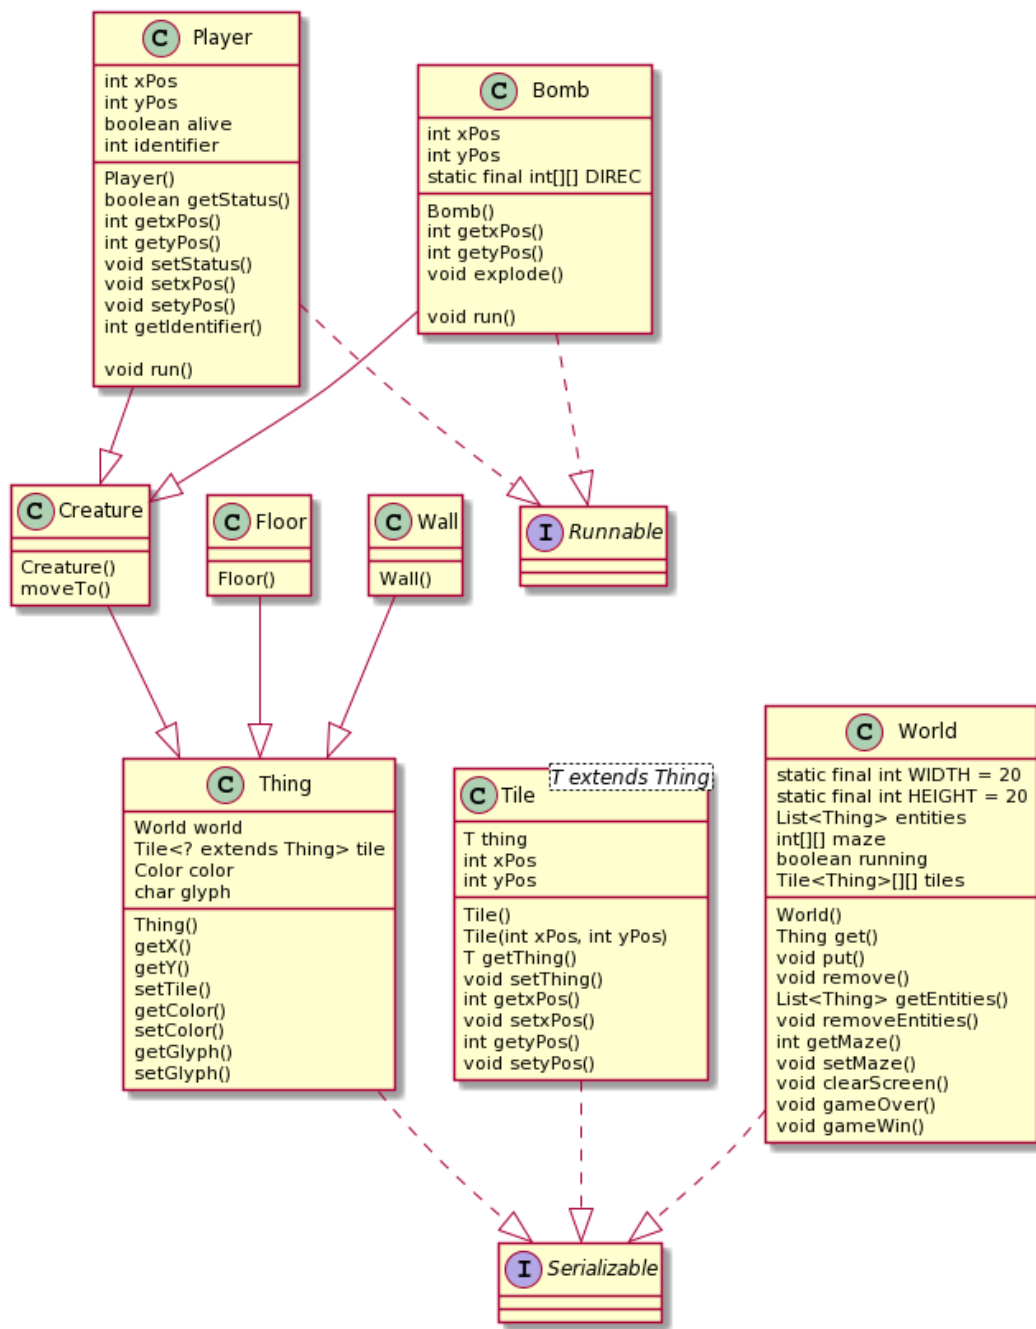 C Player
int xPos
int yPos
boolean alive
int identifier
Player()
boolean getStatus()
int getxPos()
int getyPos()
void setStatus()
void setxPos()
void setyPos()
int getIdentifier()
void run()
C Bomb
int xPos
int yPos
static final int[][] DIREC
Bomb()
int getxPos()
int getyPos()
void explode()
void run()
C Creature
Creature()
moveTo()
C Floor
Floor()
C Wall
Wall()
I Runnable
C Thing
World world
Tile<? extends Thing> tile
Color color
char glyph
Thing()
getX()
getY()
setTile()
getColor()
setColor()
getGlyph()
setGlyph()
C Tile
T extends Thing
T thing
int xPos
int yPos
Tile()
Tile(int xPos, int yPos)
T getThing()
void setThing()
int getxPos()
void setxPos()
int getyPos()
void setyPos()
C World
static final int WIDTH = 20
static final int HEIGHT = 20
List<Thing> entities
int[][] maze
boolean running
Tile<Thing>[][] tiles
World()
Thing get()
void put()
void remove()
List<Thing> getEntities()
void removeEntities()
int getMaze()
void setMaze()
void clearScreen()
void gameOver()
void gameWin()
I Serializable